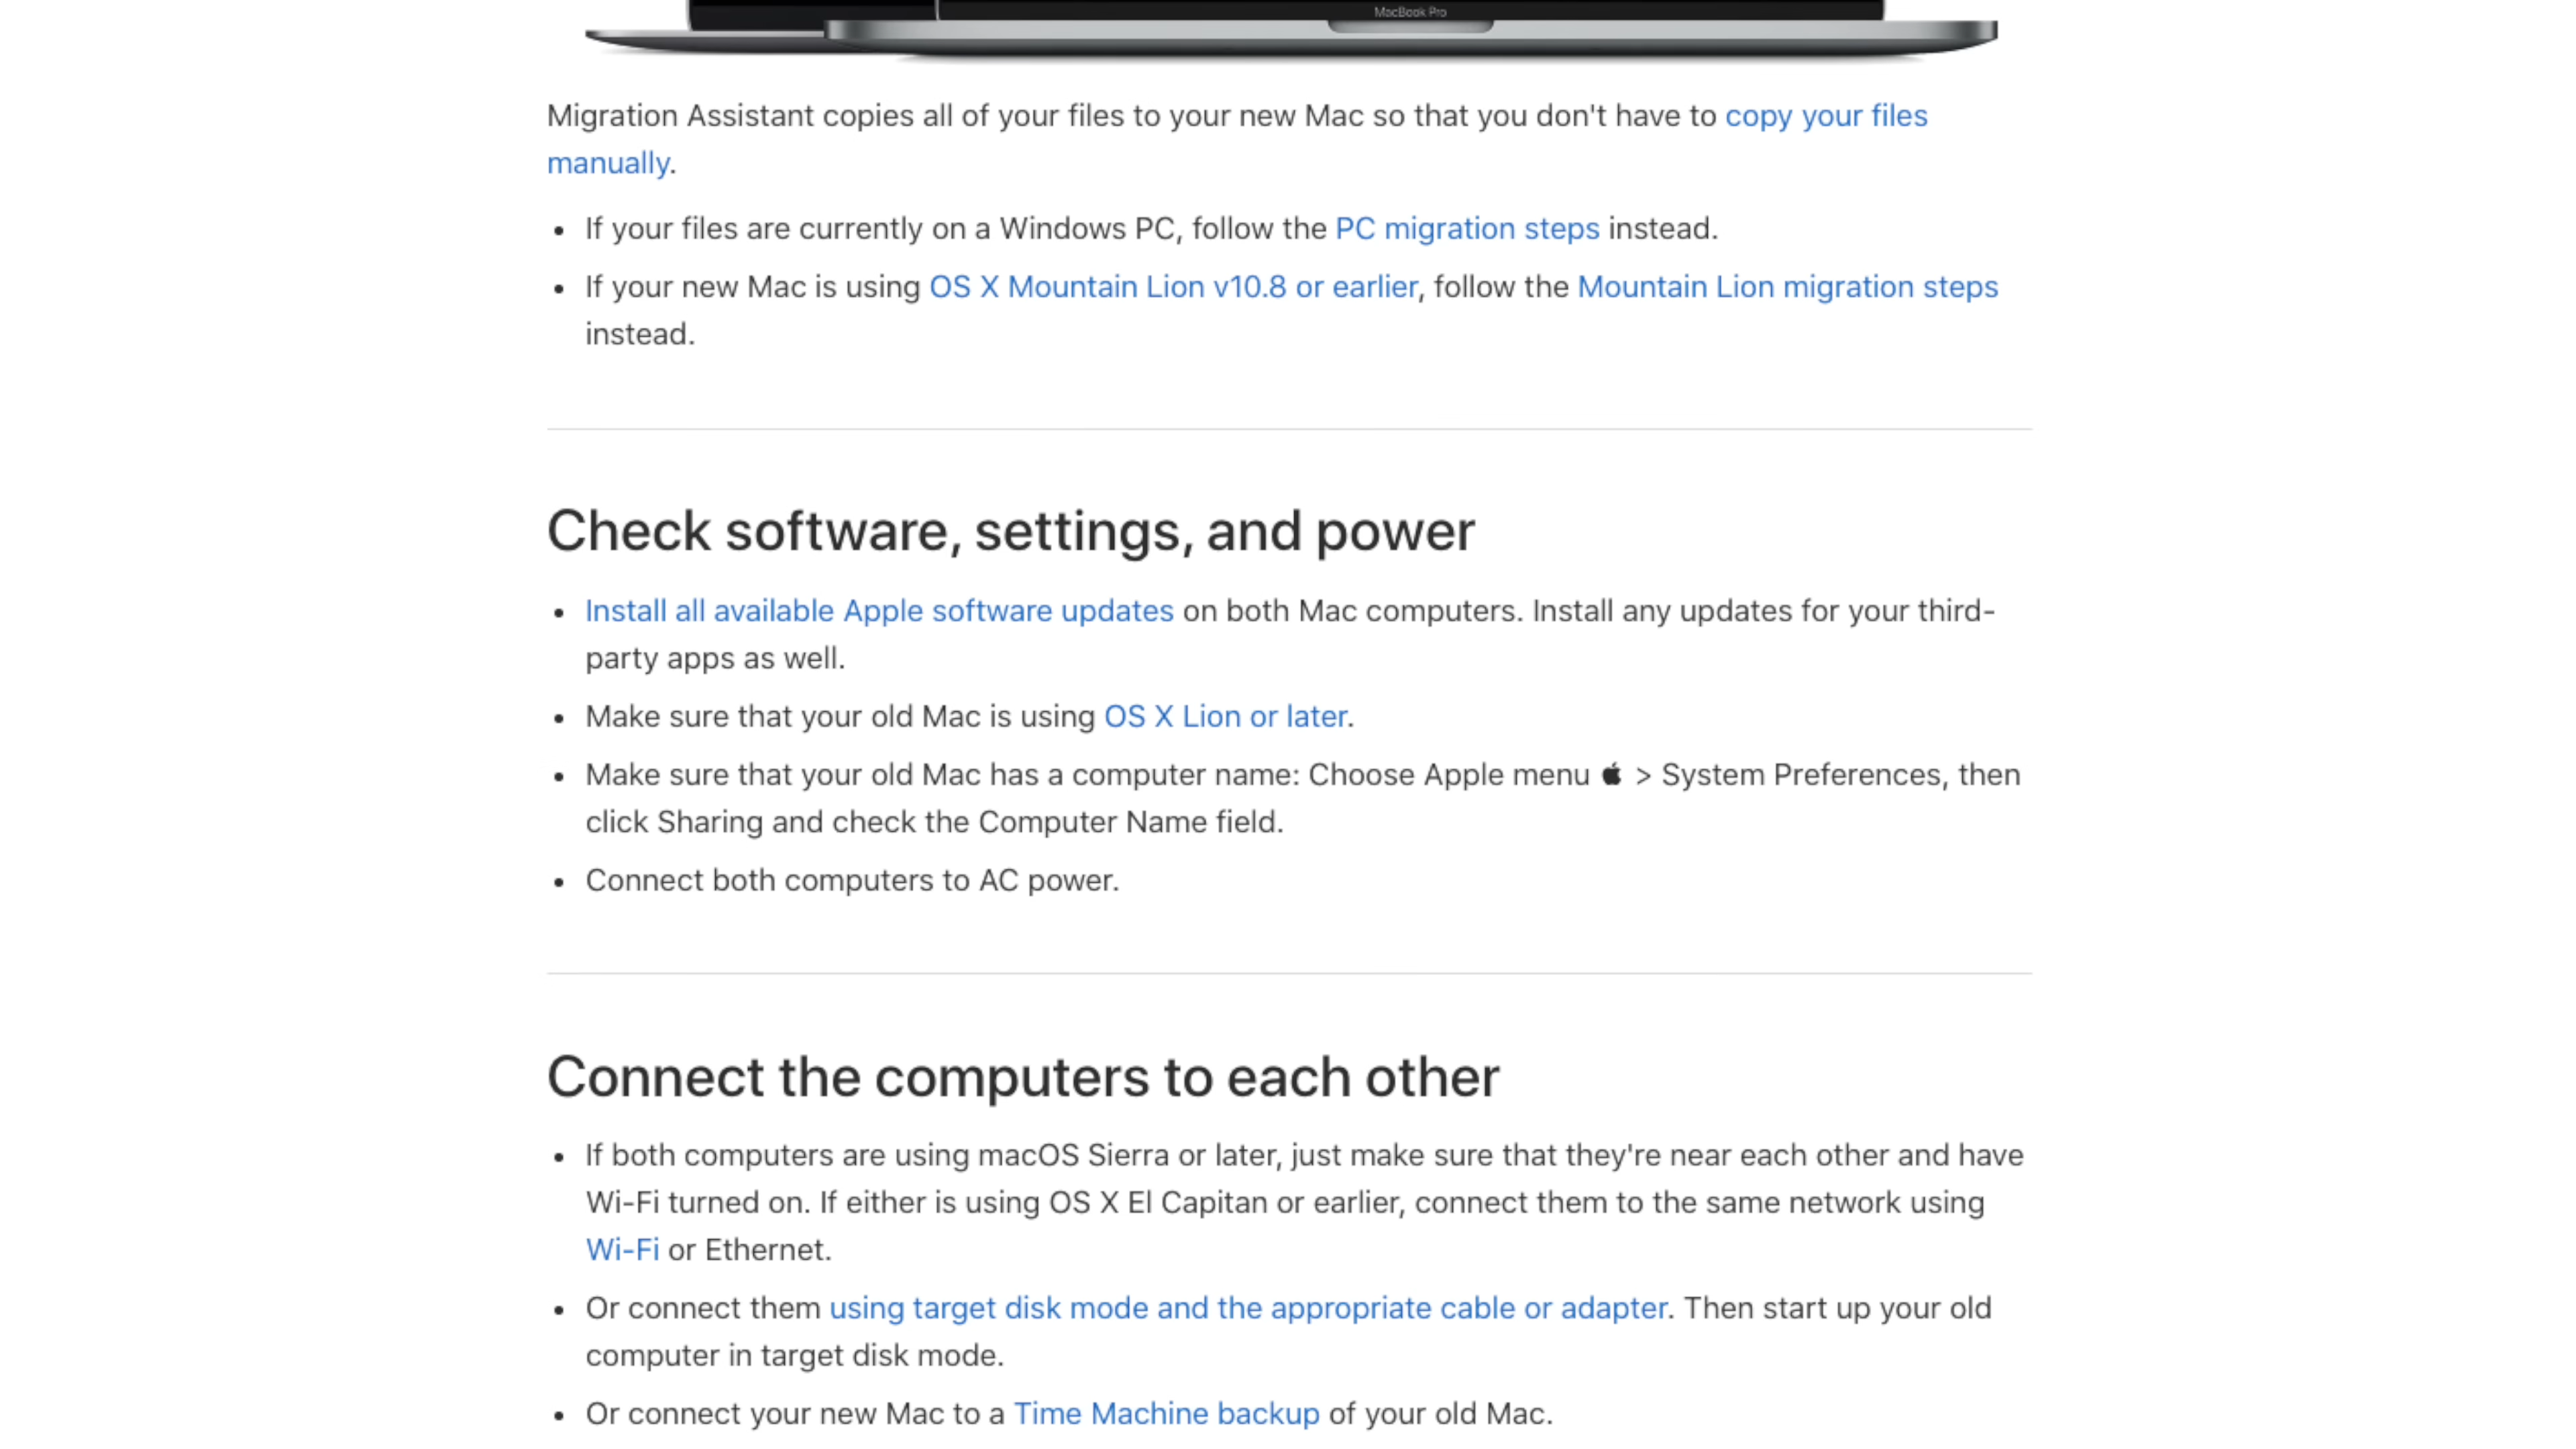 MacBook Pro
Migration Assistant copies all of your files to your new Mac so that you don't have to copy your files
manually.
• If your files are currently on a Windows PC, follow the PC migration steps instead.
• If your new Mac is using OS X Mountain Lion v10.8 or earlier, follow the Mountain Lion migration steps
instead.
Check software, settings, and power
• Install all available Apple software updates on both Mac computers. Install any updates for your third-
party apps as well.
• Make sure that your old Mac is using OS X Lion or later.
• Make sure that your old Mac has a computer name: Choose Apple menu  > System Preferences, then
click Sharing and check the Computer Name field.
• Connect both computers to AC power.
Connect the computers to each other
• If both computers are using macOS Sierra or later, just make sure that they're near each other and have
Wi-Fi turned on. If either is using OS X El Capitan or earlier, connect them to the same network using
Wi-Fi or Ethernet.
• Or connect them using target disk mode and the appropriate cable or adapter. Then start up your old
computer in target disk mode.
• Or connect your new Mac to a Time Machine backup of your old Mac.